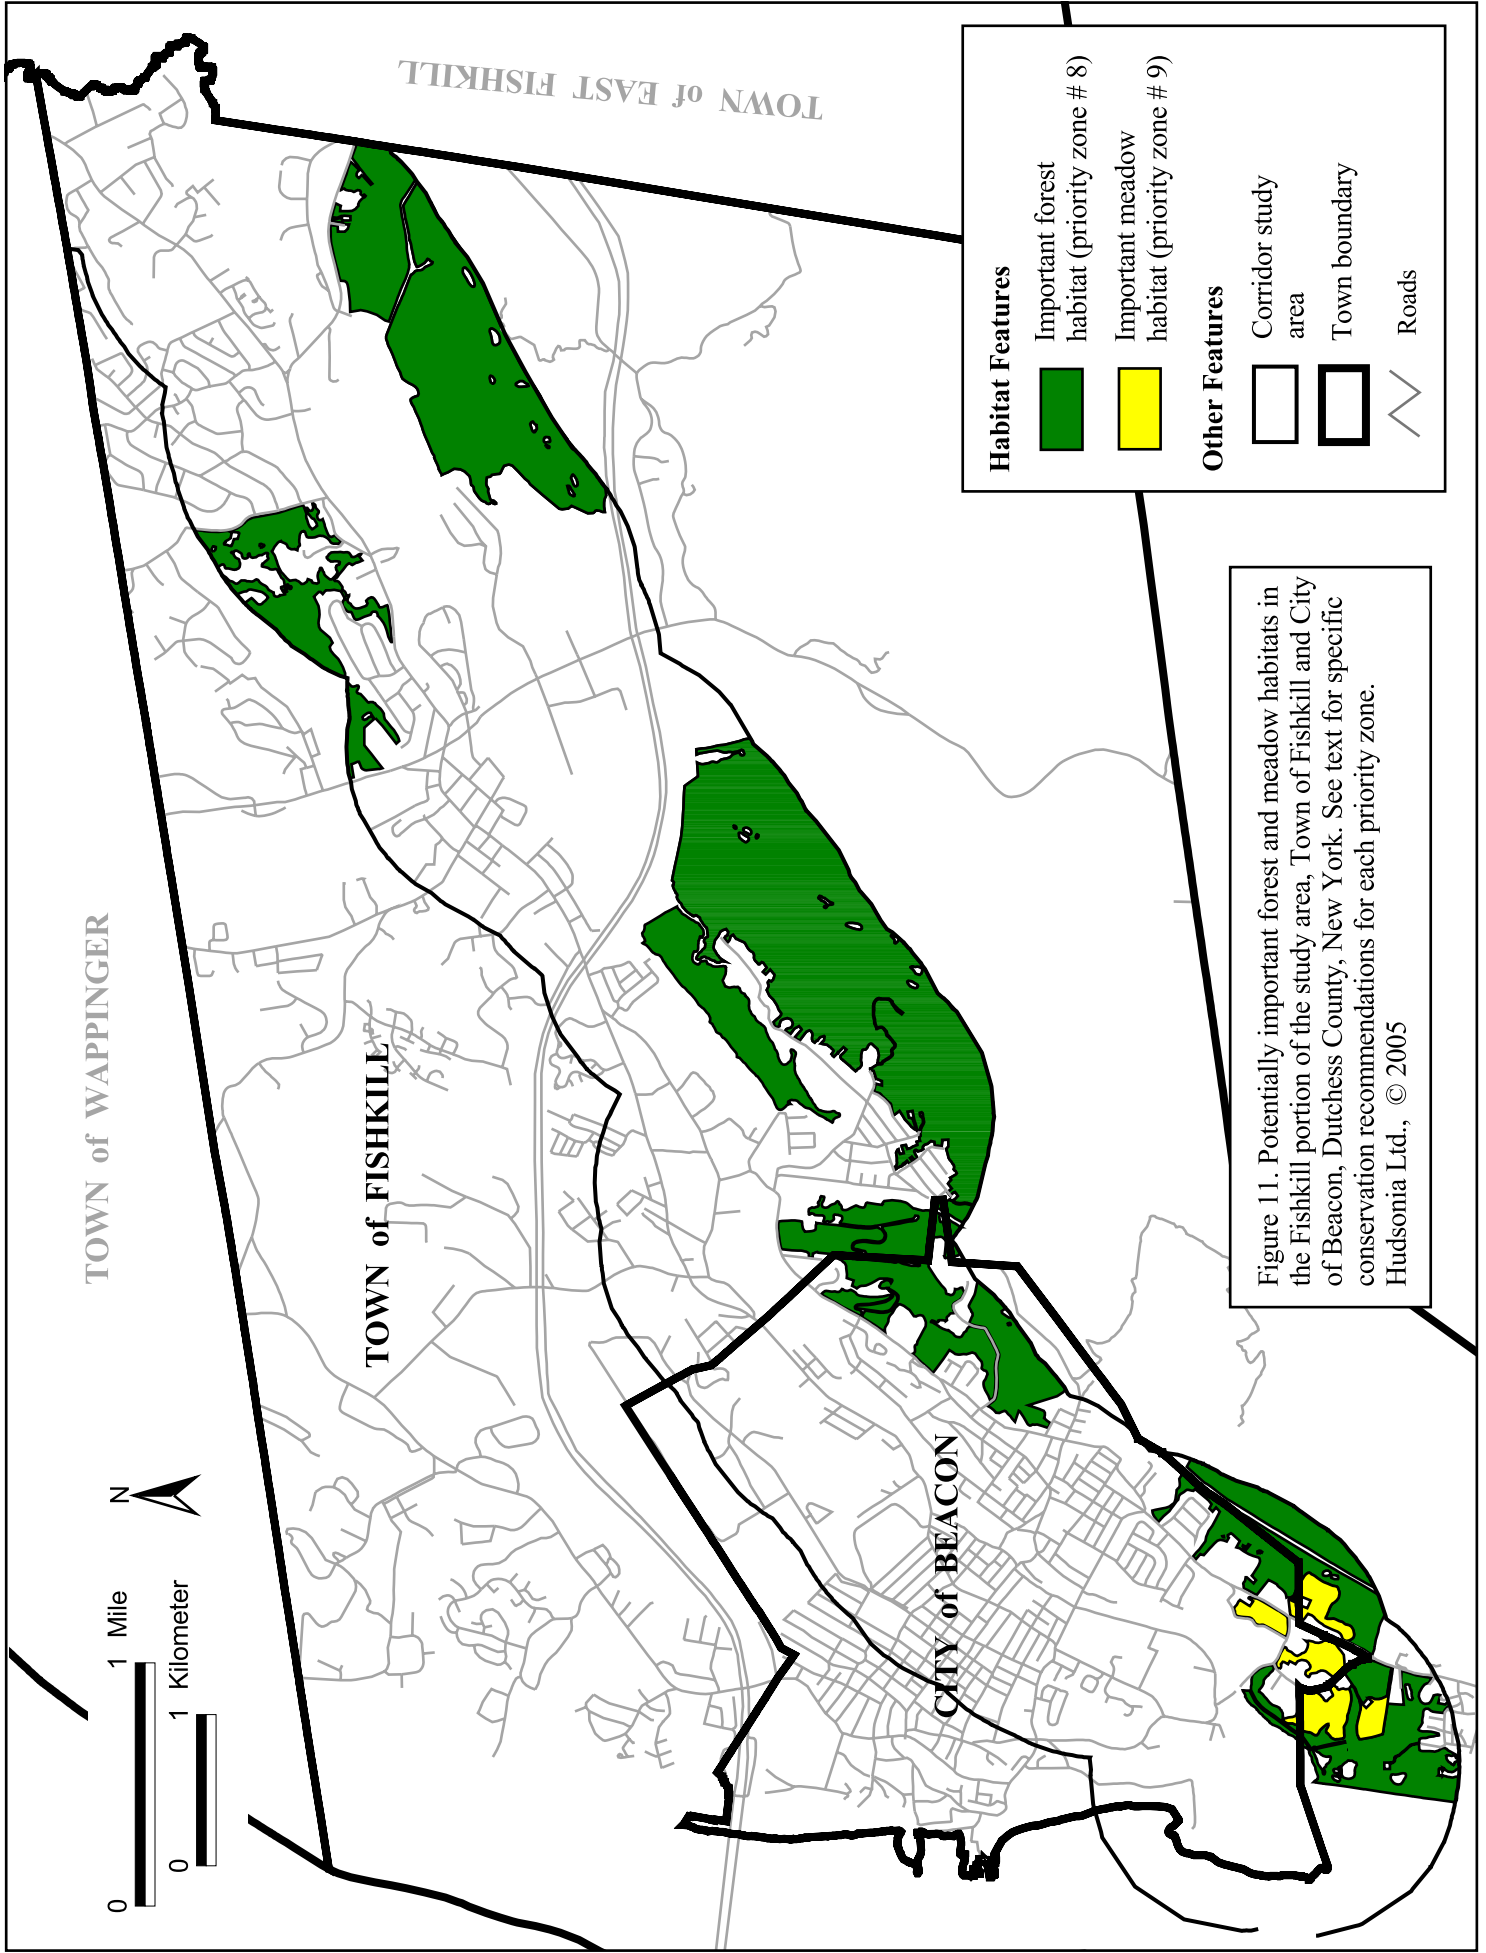 TOWN of WAPPINGER
TOWN of EAST FISHKILL
TOWN of FISHKILL
CITY of BEACON
N
0 1 Mile
0 1 Kilometer
Habitat Features
Important forest
habitat (priority zone # 8)
Important meadow
habitat (priority zone # 9)
Other Features
Corridor study
area
Town boundary
Roads
Figure 11. Potentially important forest and meadow habitats in
the Fishkill portion of the study area, Town of Fishkill and City
of Beacon, Dutchess County, New York. See text for specific
conservation recommendations for each priority zone.
Hudsonia Ltd., © 2005